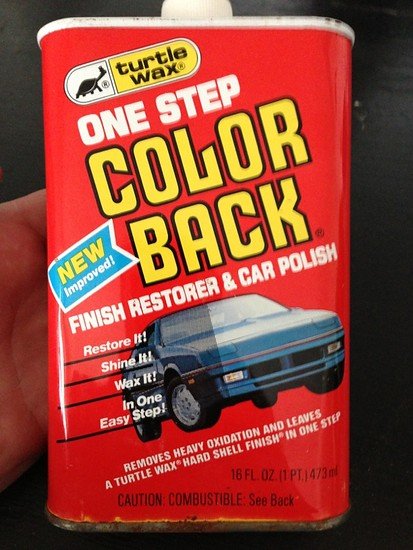 turtle
wax®
®
ONE STEP
COLOR
BACK®
NEW
Improved!
FINISH RESTORER & CAR POLISH
Restore It!
Shine It!
Wax It!
In One
Easy Step!
REMOVES HEAVY OXIDATION AND LEAVES
A TURTLE WAX® HARD SHELL FINISH® IN ONE STEP
16 FL. OZ. (1 PT.) 473 ml
CAUTION: COMBUSTIBLE: See Back